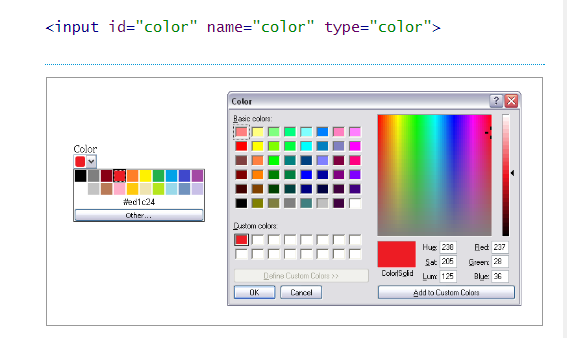 <input id="color" name="color" type="color">
Color
#ed1c24
Other...
Color
Basic colors:
Custom colors:
Define Custom Colors >>
OK
Cancel
Color|Solid
Hue: 238
Sat: 205
Lum: 125
Red: 237
Green: 28
Blue: 36
Add to Custom Colors